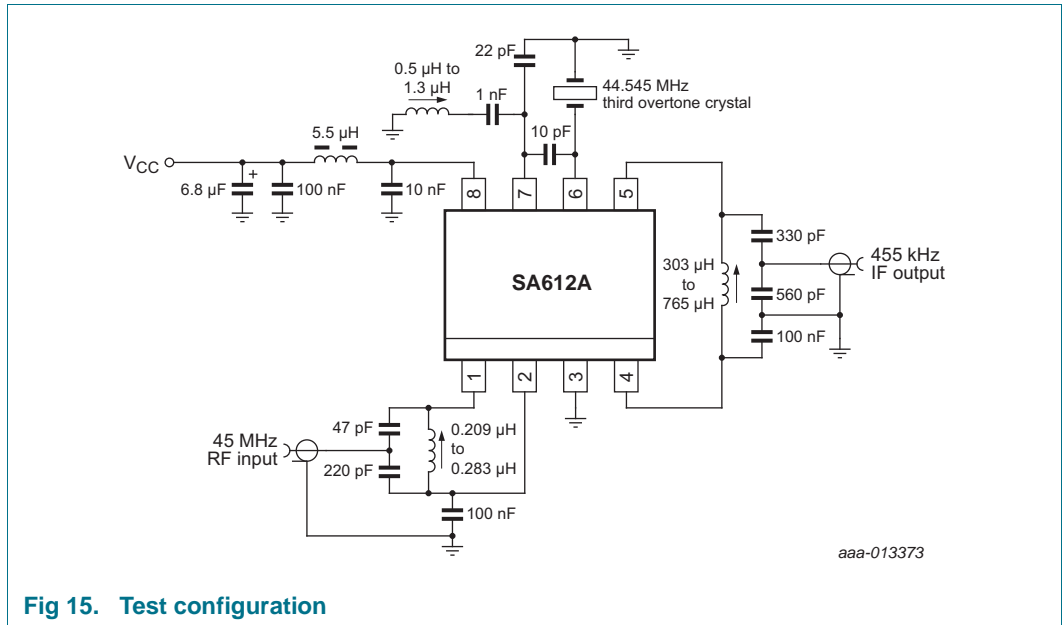 22 pF
0.5 µH to
1.3 µH
1 nF
44.545 MHz
third overtone crystal
10 pF
5.5 µH
VCC
+
6.8 µF
100 nF
10 nF
8
7
6
5
330 pF
303 µH
to
765 µH
455 kHz
IF output
SA612A
560 pF
100 nF
1
2
3
4
47 pF
0.209 µH
to
0.283 µH
45 MHz
RF input
220 pF
100 nF
aaa-013373
Fig 15. Test configuration